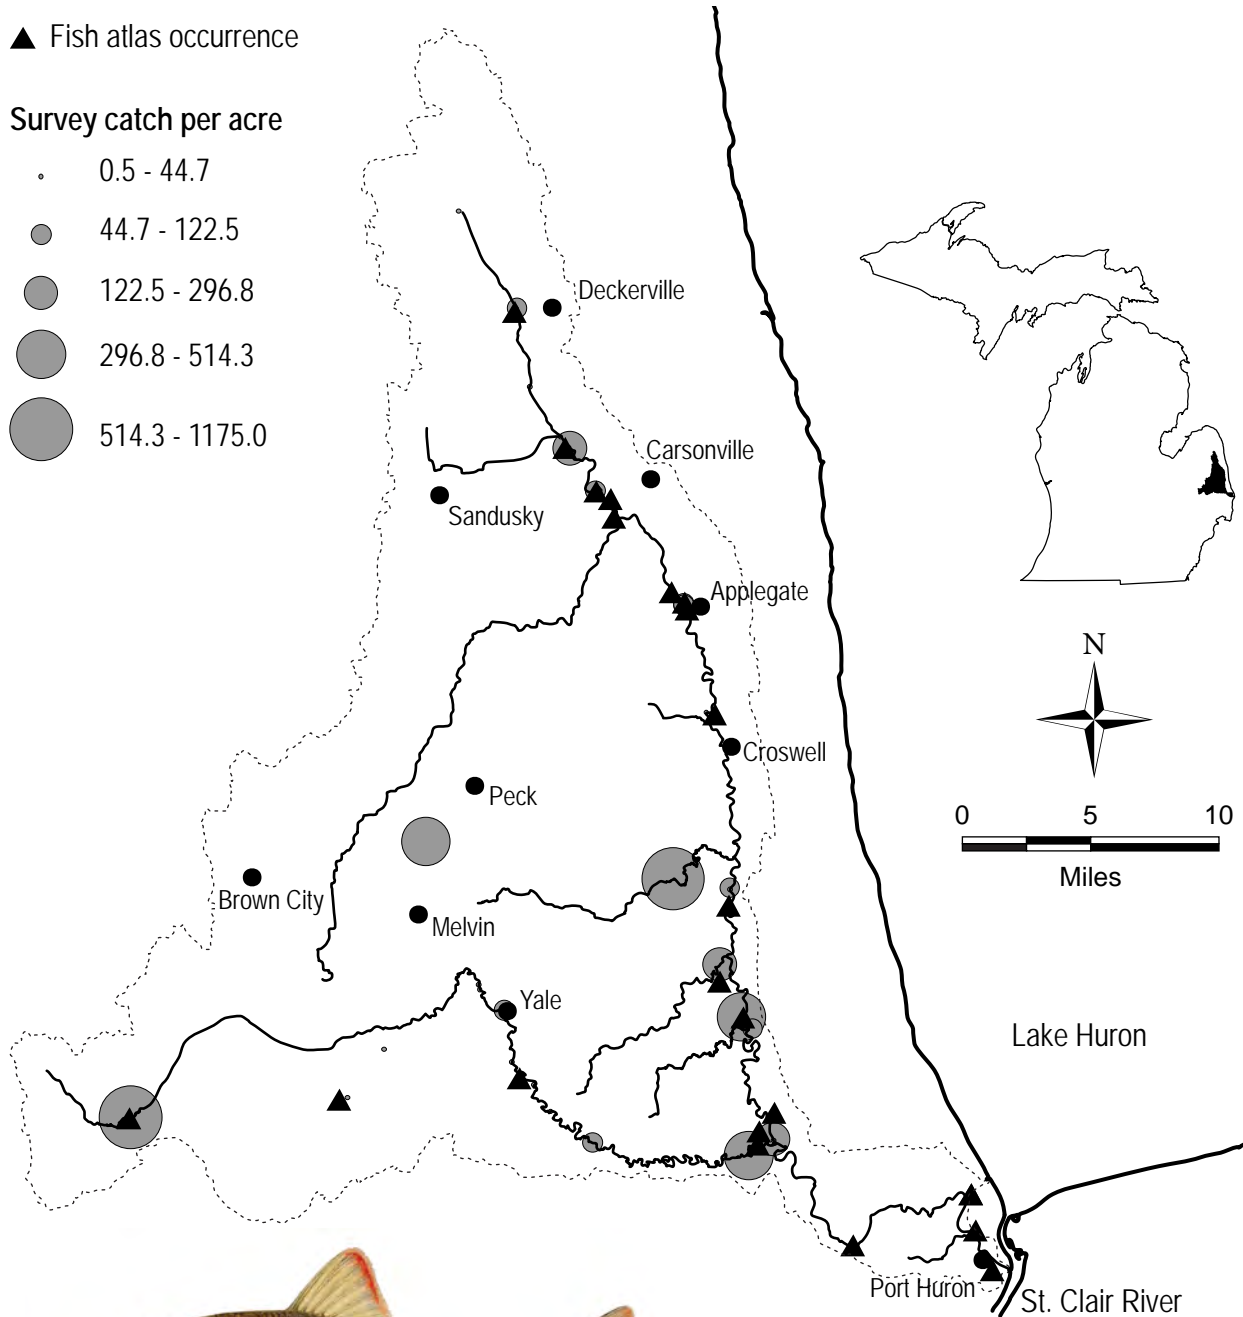 Fish atlas occurrence
Survey catch per acre
0.5 - 44.7
44.7 - 122.5
122.5 - 296.8
296.8 - 514.3
514.3 - 1175.0
Deckerville
Carsonville
Sandusky
Applegate
Croswell
Peck
Brown City
Melvin
Yale
Port Huron
Lake Huron
St. Clair River
N
0 5 10
Miles